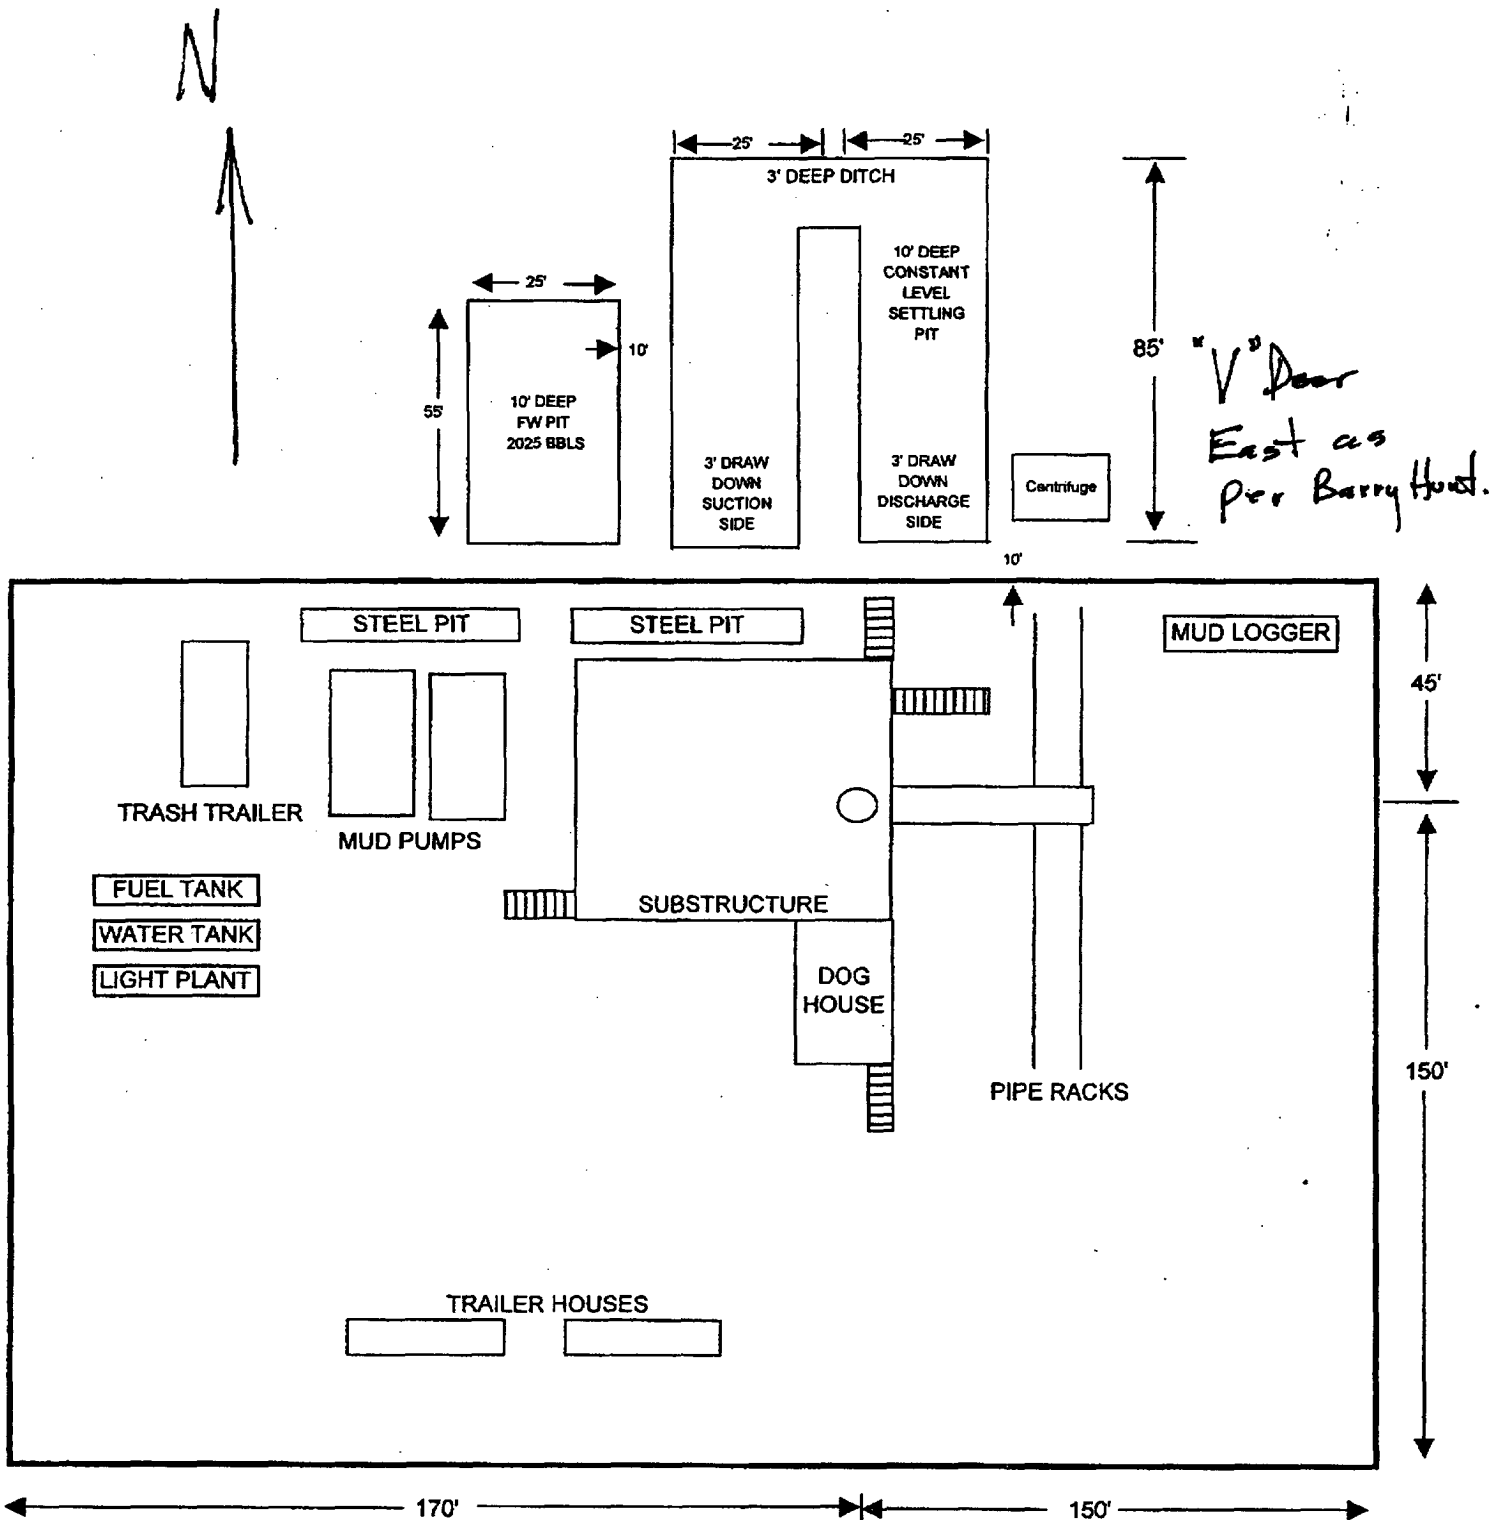 N
25'
25'
3' DEEP DITCH
10' DEEP
CONSTANT
LEVEL
SETTLING
PIT
25'
10'
55'
10' DEEP
FW PIT
2025 BBLS
85'
"V" Door
East as
per Barry Hunt.
3' DRAW
DOWN
SUCTION
SIDE
3' DRAW
DOWN
DISCHARGE
SIDE
Centrifuge
10'
STEEL PIT
STEEL PIT
MUD LOGGER
45'
TRASH TRAILER
MUD PUMPS
FUEL TANK
WATER TANK
LIGHT PLANT
SUBSTRUCTURE
DOG
HOUSE
PIPE RACKS
150'
TRAILER HOUSES
170'
150'